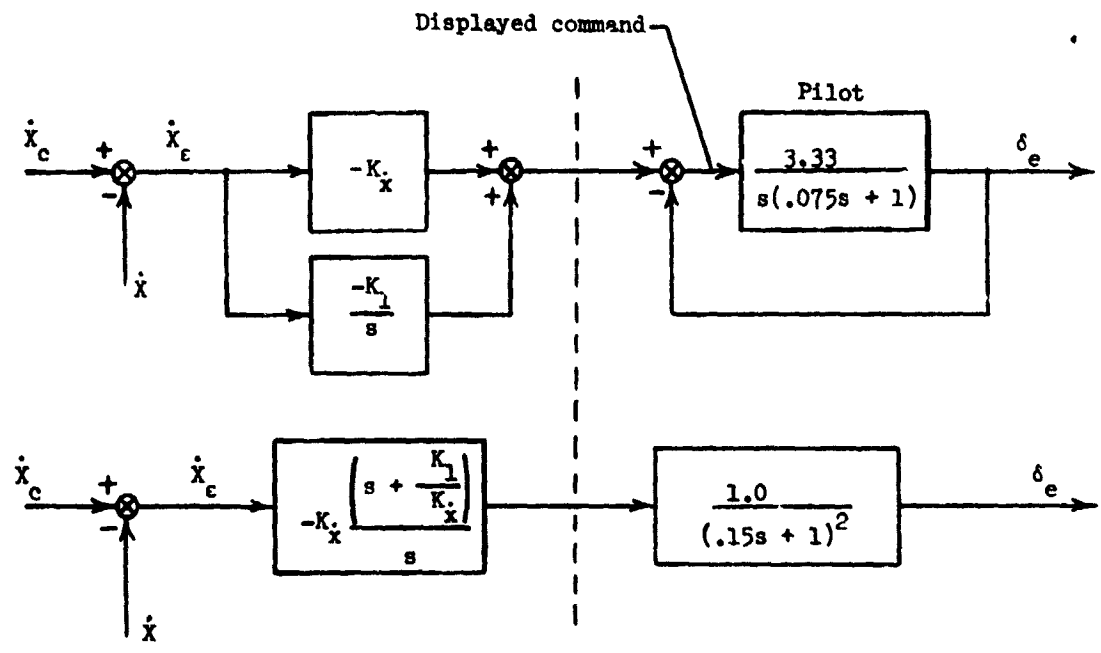 Displayed command
Pilot
Ẋc
+
-
Ẋε
Ẋ
-Kẋ
-K1
s
+
+
+
-
3.33
s(.075s + 1)
δe
Ẋc
+
-
Ẋε
Ẋ
-Kẋ (s + K1/Kẋ)
s
1.0
(.15s + 1)²
δe